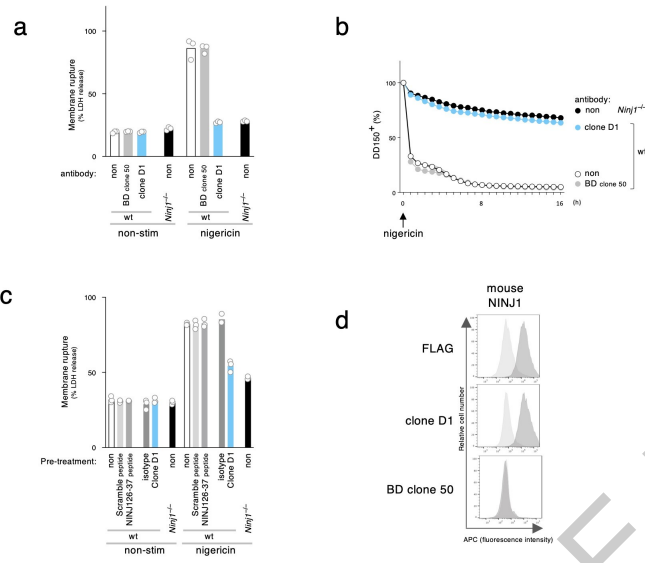 a
Membrane rupture
(% LDH release)
100
50
0
antibody:
non
BD clone 50
clone D1
non
non
BD clone 50
clone D1
non
wt
Ninj1–/–
wt
Ninj1–/–
non-stim
nigericin
b
DD150+ (%)
100
50
0
0
8
16
(h)
nigericin
antibody:
non
Ninj1–/–
clone D1
wt
non
BD clone 50
c
Membrane rupture
(% LDH release)
100
50
0
Pre-treatment:
non
Scramble peptide
NINJ126-37 peptide
isotype
Clone D1
non
non
Scramble peptide
NINJ126-37 peptide
isotype
Clone D1
non
wt
Ninj1–/–
wt
Ninj1–/–
non-stim
nigericin
d
mouse
NINJ1
FLAG
clone D1
BD clone 50
Relative cell number
APC (fluorescence intensity)